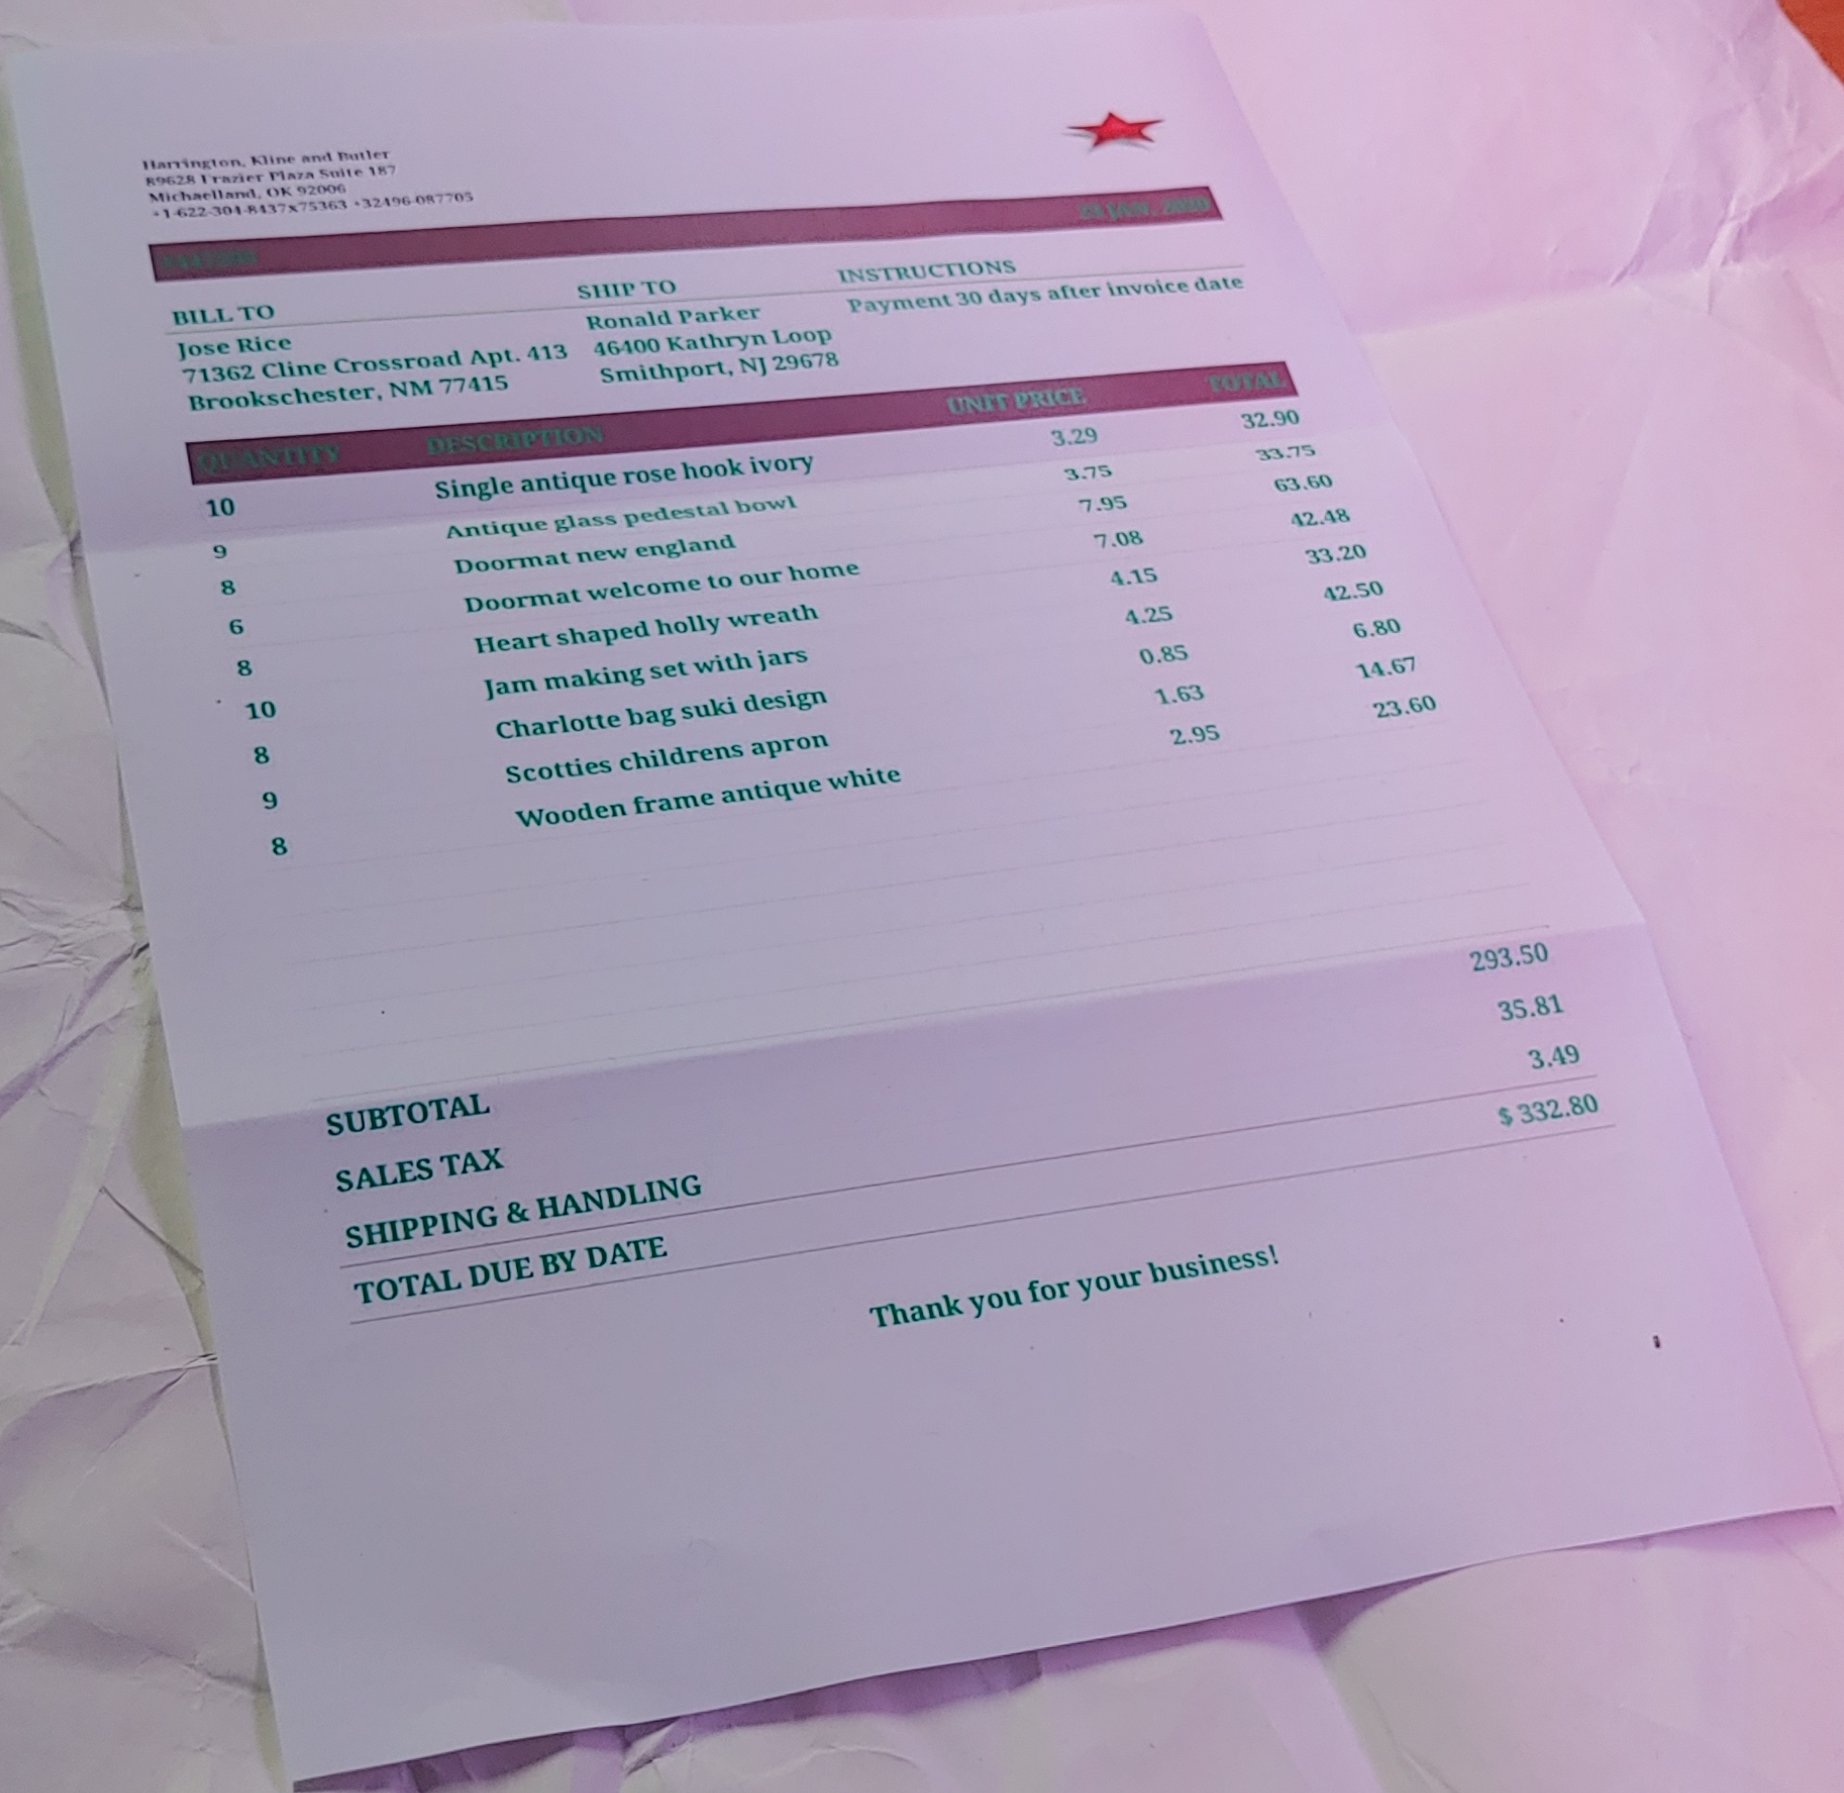 Harrington, Kline and Butler
89628 Frazier Plaza Suite 187
Michaelland, OK 92006
+1-622-304-8437x75363 +32496-087705
JAN.
BILL TO SHIP TO INSTRUCTIONS
Jose Rice Ronald Parker Payment 30 days after invoice date
71362 Cline Crossroad Apt. 413 46400 Kathryn Loop
Brookschester, NM 77415 Smithport, NJ 29678
QUANTITY DESCRIPTION UNIT PRICE TOTAL
10 Single antique rose hook ivory 3.29 32.90
9 Antique glass pedestal bowl 3.75 33.75
8 Doormat new england 7.95 63.60
6 Doormat welcome to our home 7.08 42.48
8 Heart shaped holly wreath 4.15 33.20
10 Jam making set with jars 4.25 42.50
8 Charlotte bag suki design 0.85 6.80
9 Scotties childrens apron 1.63 14.67
8 Wooden frame antique white 2.95 23.60
SUBTOTAL 293.50
SALES TAX 35.81
SHIPPING & HANDLING 3.49
TOTAL DUE BY DATE $ 332.80
Thank you for your business!